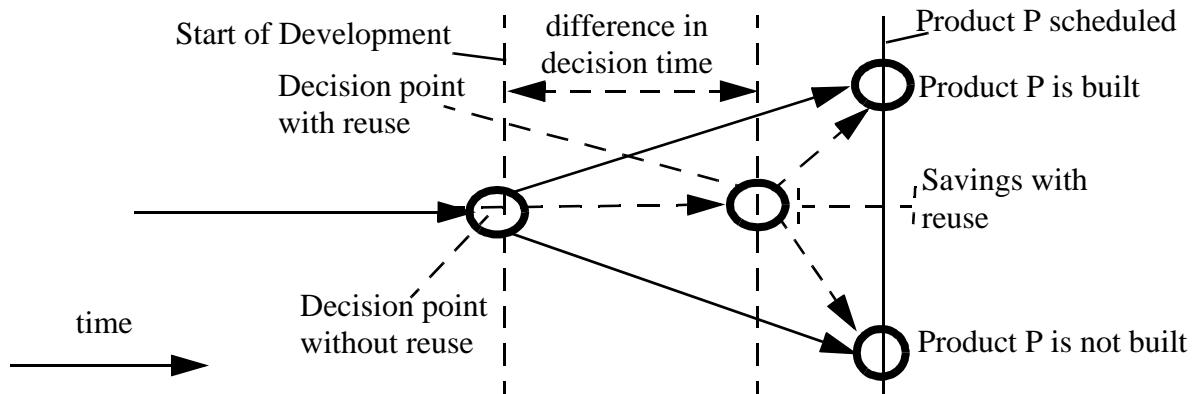 Start of Development
difference in
decision time
Product P scheduled
Decision point
with reuse
Product P is built
Savings with
reuse
Decision point
without reuse
time
Product P is not built